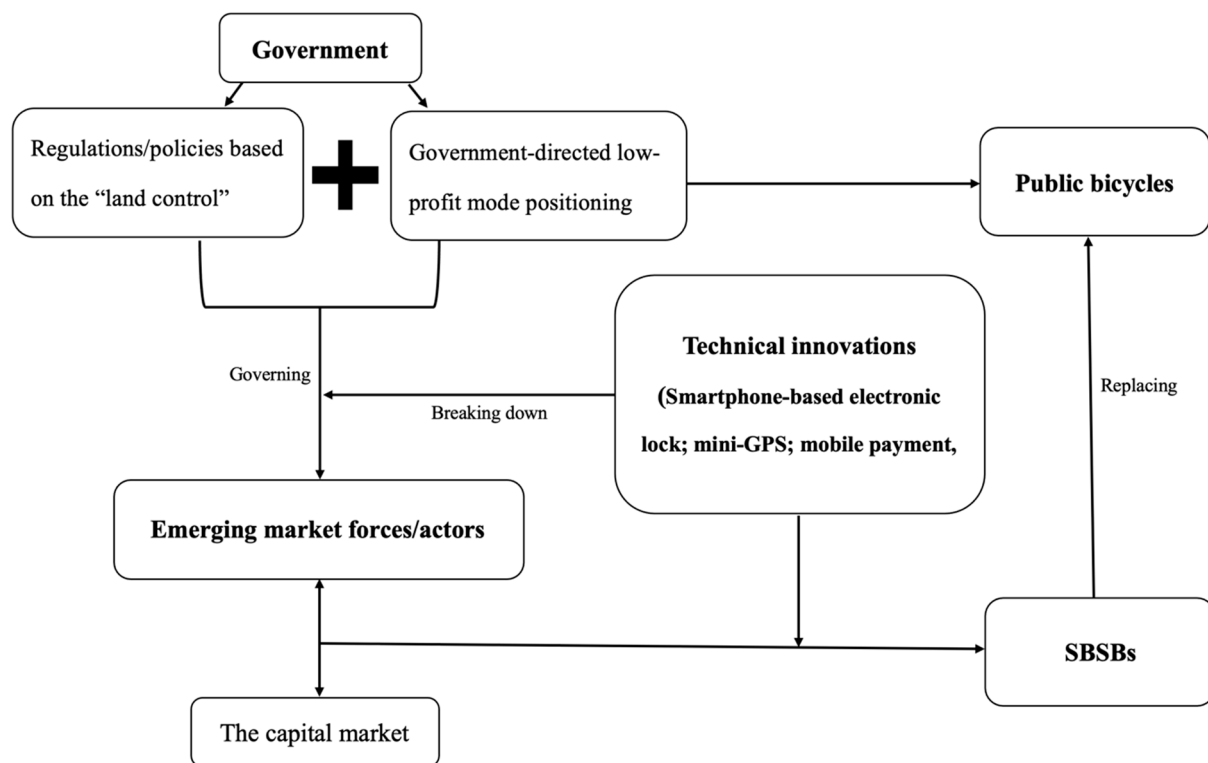 Government
Regulations/policies based
on the “land control”
Government-directed low-
profit mode positioning
Public bicycles
Technical innovations
(Smartphone-based electronic
lock; mini-GPS; mobile payment,
Governing
Breaking down
Replacing
Emerging market forces/actors
SBSBs
The capital market